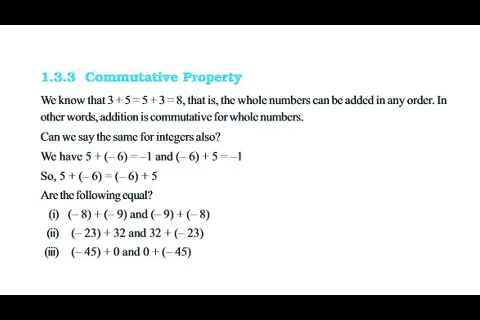 1.3.3 Commutative Property
We know that 3 + 5 = 5 + 3 = 8, that is, the whole numbers can be added in any order. In
other words, addition is commutative for whole numbers.
Can we say the same for integers also?
We have 5 + (– 6) = –1 and (– 6) + 5 = –1
So, 5 + (– 6) = (– 6) + 5
Are the following equal?
(i) (– 8) + (– 9) and (– 9) + (– 8)
(ii) (– 23) + 32 and 32 + (– 23)
(iii) (– 45) + 0 and 0 + (– 45)